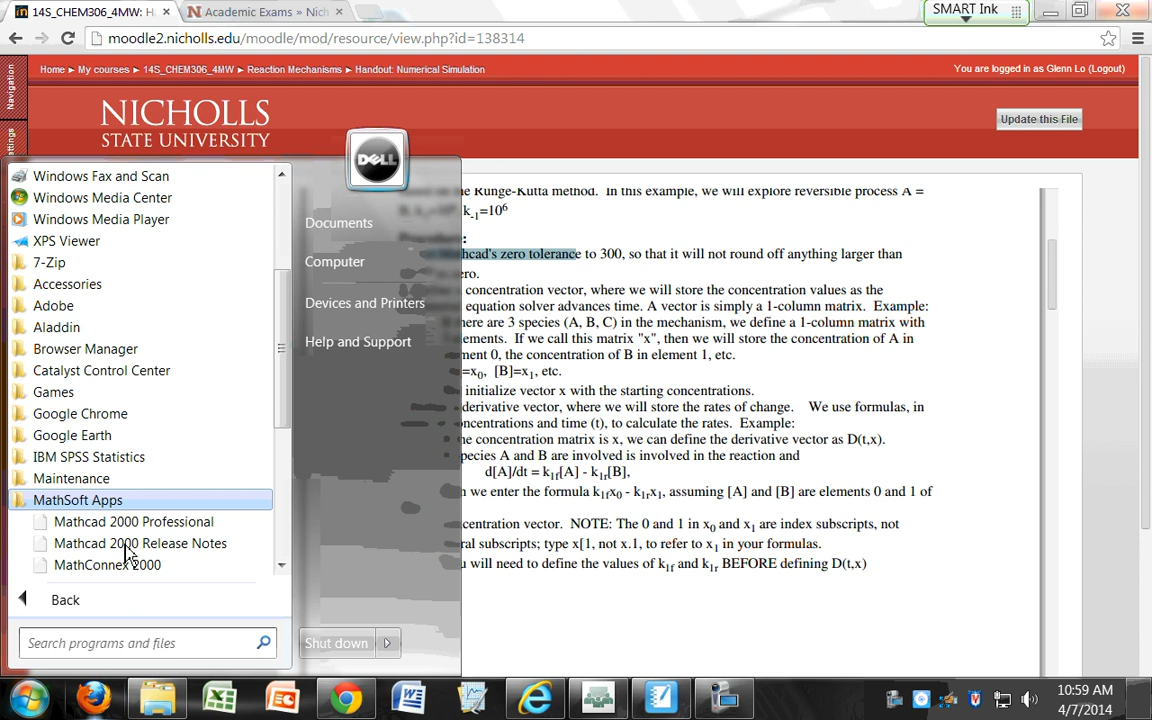 14S_CHEM306_4MW: H
Academic Exams » Nich
SMART Ink
moodle2.nicholls.edu/moodle/mod/resource/view.php?id=138314
Navigation
Home ► My courses ► 14S_CHEM306_4MW ► Reaction Mechanisms ► Handout: Numerical Simulation
You are logged in as Glenn Lo (Logout)
NICHOLLS
STATE UNIVERSITY
Update this File
DELL
Windows Fax and Scan
Windows Media Center
Windows Media Player
XPS Viewer
7-Zip
Accessories
Adobe
Aladdin
Browser Manager
Catalyst Control Center
Games
Google Chrome
Google Earth
IBM SPSS Statistics
Maintenance
MathSoft Apps
Mathcad 2000 Professional
Mathcad 2000 Release Notes
MathConnex 2000
Back
Search programs and files
Documents
Computer
Devices and Printers
Help and Support
Shut down
Runge-Kutta method. In this example, we will explore reversible process A =
k-1=10⁶
hcad's zero tolerance to 300, so that it will not round off anything larger than
ero.
concentration vector, where we will store the concentration values as the
equation solver advances time. A vector is simply a 1-column matrix. Example:
here are 3 species (A, B, C) in the mechanism, we define a 1-column matrix with
elements. If we call this matrix "x", then we will store the concentration of A in
ment 0, the concentration of B in element 1, etc.
=x₀, [B]=x₁, etc.
initialize vector x with the starting concentrations.
derivative vector, where we will store the rates of change. We use formulas, in
oncentrations and time (t), to calculate the rates. Example:
he concentration matrix is x, we can define the derivative vector as D(t,x).
pecies A and B are involved is involved in the reaction and
d[A]/dt = k1f[A] - k1r[B],
n we enter the formula k1fx₀ - k1rx₁, assuming [A] and [B] are elements 0 and 1 of
centration vector. NOTE: The 0 and 1 in x₀ and x₁ are index subscripts, not
ral subscripts; type x[1, not x.1, to refer to x₁ in your formulas.
u will need to define the values of k1f and k1r BEFORE defining D(t,x)
10:59 AM
4/7/2014